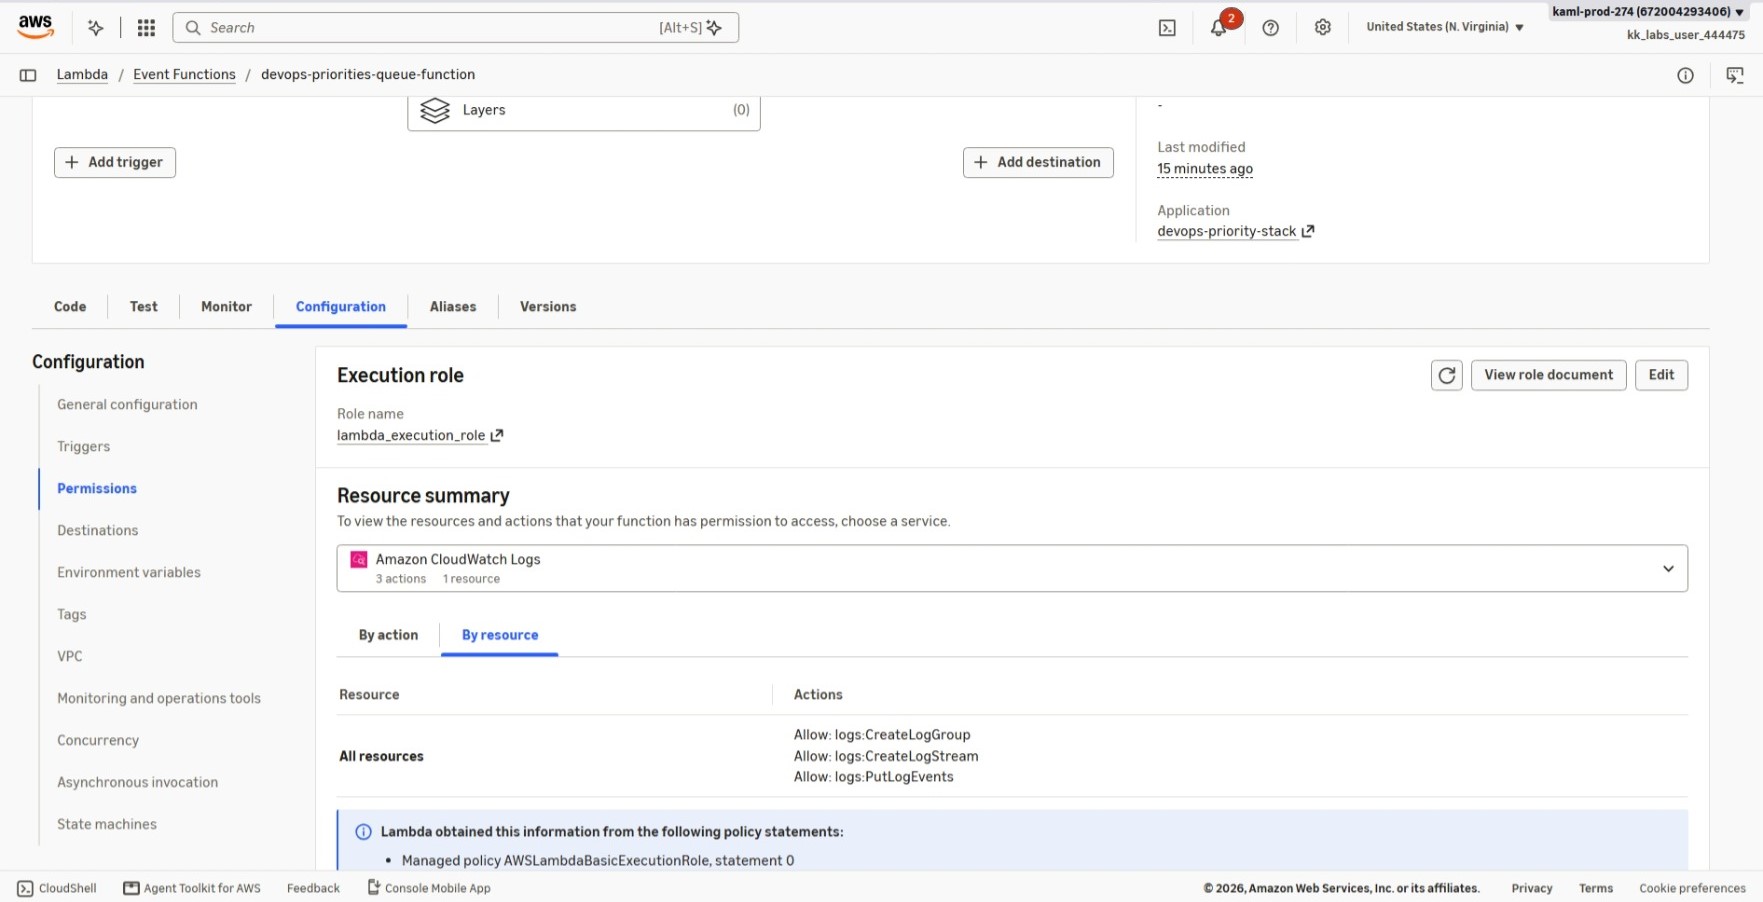 aws
Search [Alt+S]
2
United States (N. Virginia) ▼
kaml-prod-274 (672004293406) ▼
kk_labs_user_444475
Lambda / Event Functions / devops-priorities-queue-function
Layers (0)
-
+ Add trigger
+ Add destination
Last modified
15 minutes ago
Application
devops-priority-stack
Code Test Monitor Configuration Aliases Versions
Configuration
General configuration
Triggers
Permissions
Destinations
Environment variables
Tags
VPC
Monitoring and operations tools
Concurrency
Asynchronous invocation
State machines
Execution role
View role document Edit
Role name
lambda_execution_role
Resource summary
To view the resources and actions that your function has permission to access, choose a service.
Amazon CloudWatch Logs
3 actions 1 resource
By action By resource
Resource Actions
All resources
Allow: logs:CreateLogGroup
Allow: logs:CreateLogStream
Allow: logs:PutLogEvents
Lambda obtained this information from the following policy statements:
• Managed policy AWSLambdaBasicExecutionRole, statement 0
CloudShell Agent Toolkit for AWS Feedback Console Mobile App
© 2026, Amazon Web Services, Inc. or its affiliates. Privacy Terms Cookie preferences